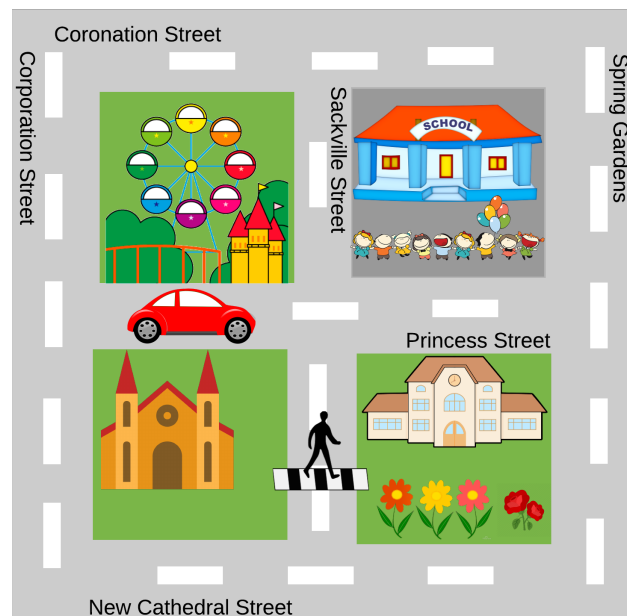 Coronation Street
Corporation Street
Sackville Street
SCHOOL
Spring Gardens
Princess Street
New Cathedral Street